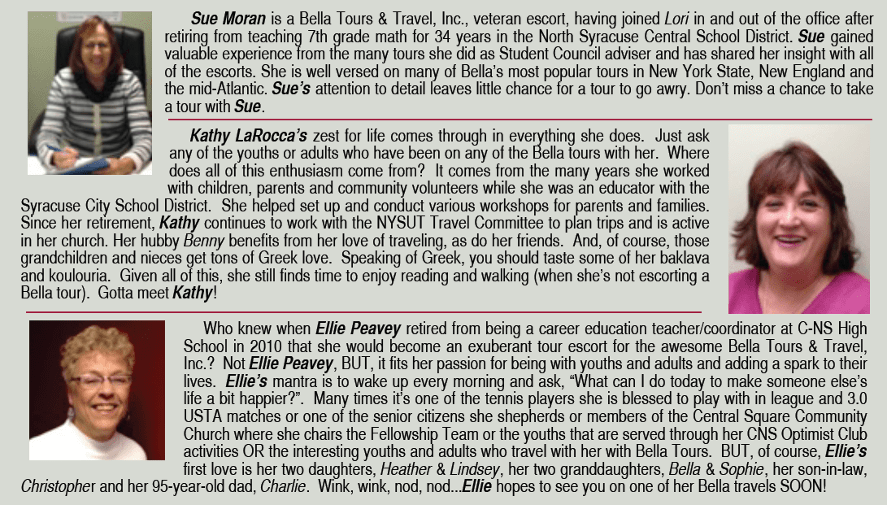 Sue Moran is a Bella Tours & Travel, Inc., veteran escort, having joined Lori in and out of the office after
retiring from teaching 7th grade math for 34 years in the North Syracuse Central School District. Sue gained
valuable experience from the many tours she did as Student Council adviser and has shared her insight with all
of the escorts. She is well versed on many of Bella's most popular tours in New York State, New England and
the mid-Atlantic. Sue's attention to detail leaves little chance for a tour to go awry. Don't miss a chance to take
a tour with Sue.
Kathy LaRocca's zest for life comes through in everything she does. Just ask
any of the youths or adults who have been on any of the Bella tours with her. Where
does all of this enthusiasm come from? It comes from the many years she worked
with children, parents and community volunteers while she was an educator with the
Syracuse City School District. She helped set up and conduct various workshops for parents and families.
Since her retirement, Kathy continues to work with the NYSUT Travel Committee to plan trips and is active
in her church. Her hubby Benny benefits from her love of traveling, as do her friends. And, of course, those
grandchildren and nieces get tons of Greek love. Speaking of Greek, you should taste some of her baklava
and koulouria. Given all of this, she still finds time to enjoy reading and walking (when she's not escorting a
Bella tour). Gotta meet Kathy!
Who knew when Ellie Peavey retired from being a career education teacher/coordinator at C-NS High
School in 2010 that she would become an exuberant tour escort for the awesome Bella Tours & Travel,
Inc.? Not Ellie Peavey, BUT, it fits her passion for being with youths and adults and adding a spark to their
lives. Ellie's mantra is to wake up every morning and ask, “What can I do today to make someone else's
life a bit happier?”. Many times it's one of the tennis players she is blessed to play with in league and 3.0
USTA matches or one of the senior citizens she shepherds or members of the Central Square Community
Church where she chairs the Fellowship Team or the youths that are served through her CNS Optimist Club
activities OR the interesting youths and adults who travel with her with Bella Tours. BUT, of course, Ellie's
first love is her two daughters, Heather & Lindsey, her two granddaughters, Bella & Sophie, her son-in-law,
Christopher and her 95-year-old dad, Charlie. Wink, wink, nod, nod...Ellie hopes to see you on one of her Bella travels SOON!